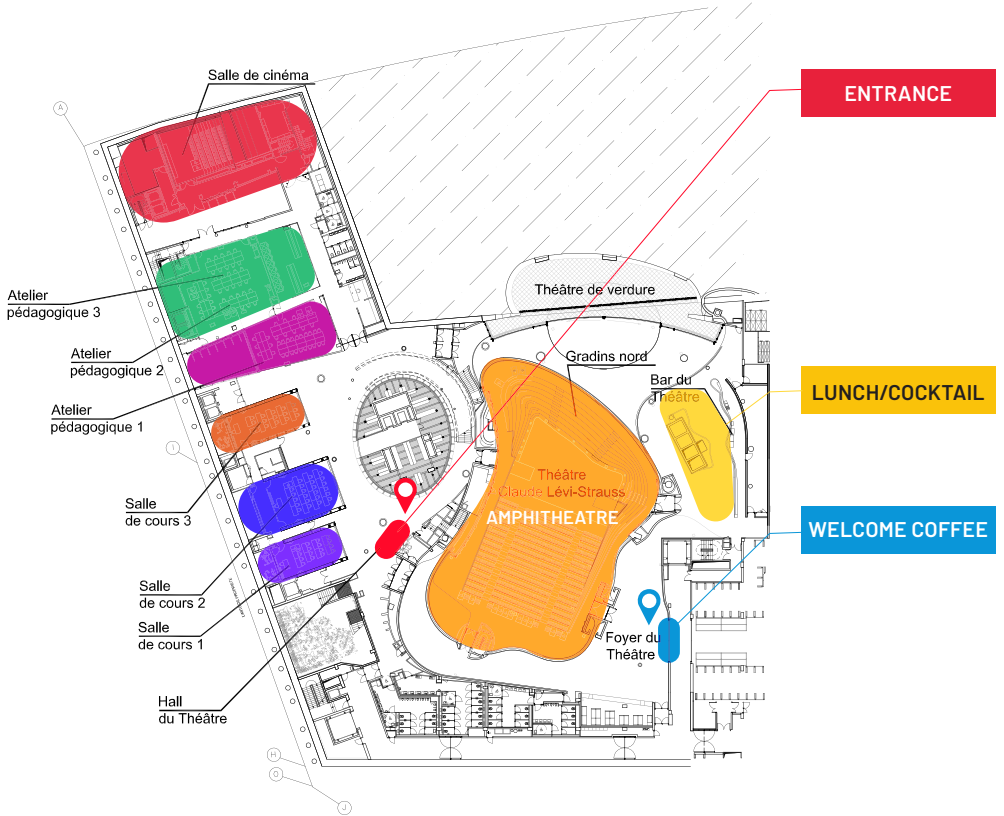 Salle de cinéma
ENTRANCE
A
Théâtre de verdure
Atelier
pédagogique 3
Gradins nord
Atelier
pédagogique 2
Bar du
Théâtre
LUNCH/COCKTAIL
Atelier
pédagogique 1
I
Théâtre
Claude Lévi-Strauss
AMPHITHEATRE
Salle
de cours 3
WELCOME COFFEE
Salle
de cours 2
Salle
de cours 1
Foyer du
Théâtre
Hall
du Théâtre
H
O
J